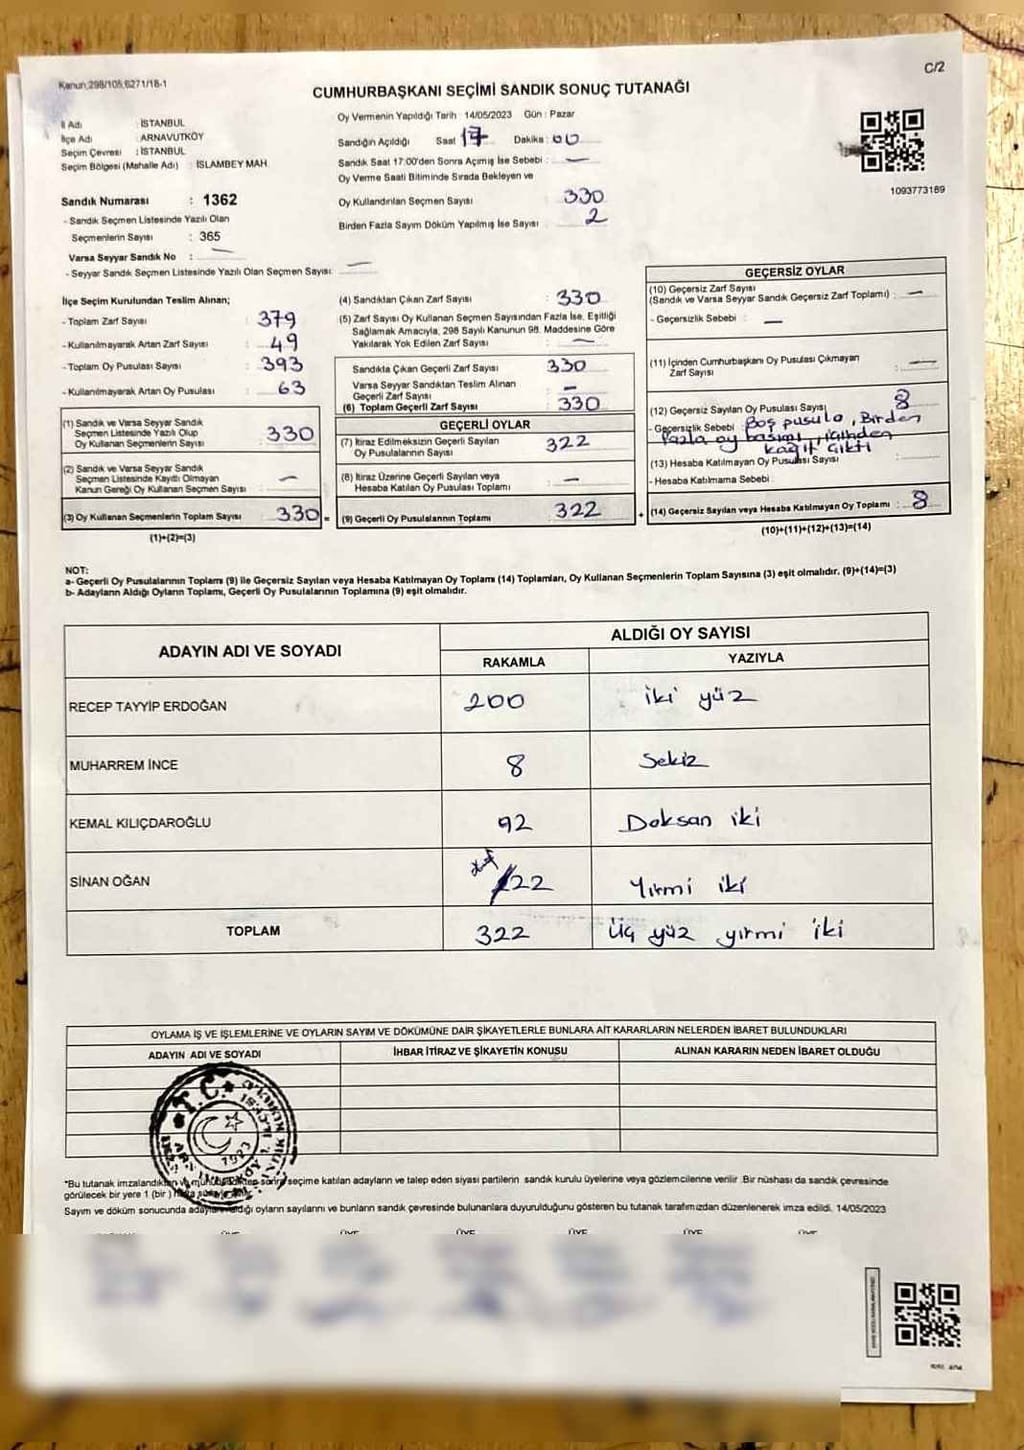 Kanun:298/105,6271/18-1
C/2
CUMHURBAŞKANI SEÇİMİ SANDIK SONUÇ TUTANAĞI
İl Adı : İSTANBUL
İlçe Adı : ARNAVUTKÖY
Seçim Çevresi : İSTANBUL
Seçim Bölgesi (Mahalle Adı) : İSLAMBEY MAH
Sandık Numarası : 1362
- Sandık Seçmen Listesinde Yazılı Olan
Seçmenlerin Sayısı : 365
Varsa Seyyar Sandık No : —
- Seyyar Sandık Seçmen Listesinde Yazılı Olan Seçmen Sayısı: —
Oy Vermenin Yapıldığı Tarih 14/05/2023 Gün : Pazar
Sandığın Açıldığı Saat 17 Dakika : 00
Sandık Saat 17:00'den Sonra Açımış İse Sebebi : —
Oy Verme Saati Bitiminde Sırada Bekleyen ve
Oy Kullandırılan Seçmen Sayısı : 330
Birden Fazla Sayım Döküm Yapılmış İse Sayısı : 2
1093773189
İlçe Seçim Kurulundan Teslim Alınan;
- Toplam Zarf Sayısı : 379
- Kullanılmayarak Artan Zarf Sayısı : 49
- Toplam Oy Pusulası Sayısı : 393
- Kullanılmayarak Artan Oy Pusulası : 63
(1) Sandık ve Varsa Seyyar Sandık
Seçmen Listesinde Yazılı Olup
Oy Kullanan Seçmenlerin Sayısı : 330
(2) Sandık ve Varsa Seyyar Sandık
Seçmen Listesinde Kayıtlı Olmayan
Kanun Gereği Oy Kullanan Seçmen Sayısı : —
(3) Oy Kullanan Seçmenlerin Toplam Sayısı : 330
(1)+(2)=(3)
(4) Sandıktan Çıkan Zarf Sayısı : 330
(5) Zarf Sayısı Oy Kullanan Seçmen Sayısından Fazla İse, Eşitliği
Sağlamak Amacıyla, 298 Sayılı Kanunun 98. Maddesine Göre
Yakılarak Yok Edilen Zarf Sayısı : —
Sandıkta Çıkan Geçerli Zarf Sayısı : 330
Varsa Seyyar Sandıktan Teslim Alınan
Geçerli Zarf Sayısı : —
(6) Toplam Geçerli Zarf Sayısı : 330
GEÇERLİ OYLAR
(7) İtiraz Edilmeksizin Geçerli Sayılan
Oy Pusulalarının Sayısı : 322
(8) İtiraz Üzerine Geçerli Sayılan veya
Hesaba Katılan Oy Pusulası Toplamı : —
= (9) Geçerli Oy Pusulalarının Toplamı : 322
GEÇERSİZ OYLAR
(10) Geçersiz Zarf Sayısı
(Sandık ve Varsa Seyyar Sandık Geçersiz Zarf Toplamı) : —
- Geçersizlik Sebebi : —
(11) İçinden Cumhurbaşkanı Oy Pusulası Çıkmayan
Zarf Sayısı : —
(12) Geçersiz Sayılan Oy Pusulası Sayısı : 8
- Geçersizlik Sebebi : Boş pusula, Birden
fazla oy basımı, içinden
kağıt çıktı
(13) Hesaba Katılmayan Oy Pusulası Sayısı :
- Hesaba Katılmama Sebebi :
+ (14) Geçersiz Sayılan veya Hesaba Katılmayan Oy Toplamı : 8
(10)+(11)+(12)+(13)=(14)
NOT:
a- Geçerli Oy Pusulalarının Toplamı (9) ile Geçersiz Sayılan veya Hesaba Katılmayan Oy Toplamı (14) Toplamları, Oy Kullanan Seçmenlerin Toplam Sayısına (3) eşit olmalıdır. (9)+(14)=(3)
b- Adayların Aldığı Oyların Toplamı, Geçerli Oy Pusulalarının Toplamına (9) eşit olmalıdır.
ADAYIN ADI VE SOYADI
ALDIĞI OY SAYISI
RAKAMLA YAZIYLA
RECEP TAYYİP ERDOĞAN 200 iki yüz
MUHARREM İNCE 8 Sekiz
KEMAL KILIÇDAROĞLU 92 Doksan iki
SİNAN OĞAN 22 Yirmi iki
TOPLAM 322 Üç yüz yirmi iki
OYLAMA İŞ VE İŞLEMLERİNE VE OYLARIN SAYIM VE DÖKÜMÜNE DAİR ŞİKAYETLERLE BUNLARA AİT KARARLARIN NELERDEN İBARET BULUNDUKLARI
ADAYIN ADI VE SOYADI İHBAR İTİRAZ VE ŞİKAYETİN KONUSU ALINAN KARARIN NEDEN İBARET OLDUĞU
T.C.
1923
*Bu tutanak imzalandıktan sonra seçime katılan adayların ve talep eden siyasi partilerin sandık kurulu üyelerine veya gözlemcilerine verilir. Bir nüshası da sandık çevresinde
görülecek bir yere 1 (bir)
Sayım ve döküm sonucunda oyların sayılarını ve bunların sandık çevresinde bulunanlara duyurulduğunu gösteren bu tutanak tarafımızdan düzenlenerek imza edildi. 14/05/2023
ÜYE ÜYE ÜYE ÜYE ÜYE ÜYE